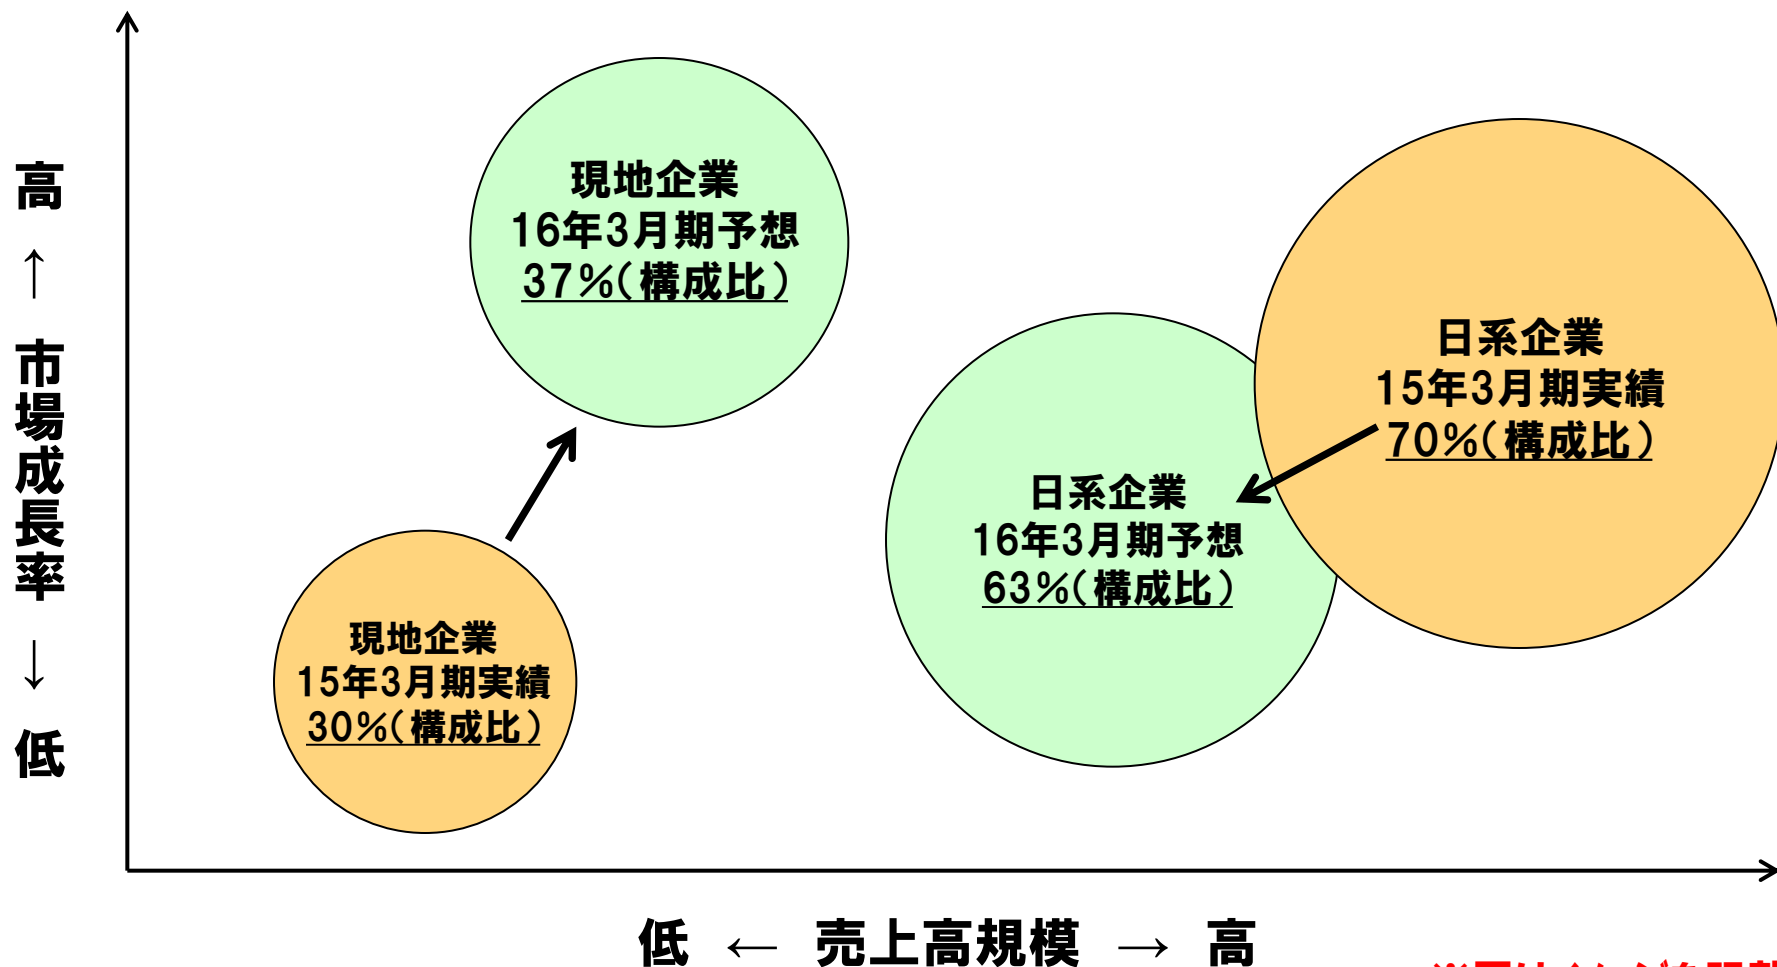 高
↑
市場成長率
↓
低
現地企業
16年3月期予想
37%(構成比)
日系企業
15年3月期実績
70%(構成比)
日系企業
16年3月期予想
63%(構成比)
現地企業
15年3月期実績
30%(構成比)
低 ← 売上高規模 → 高